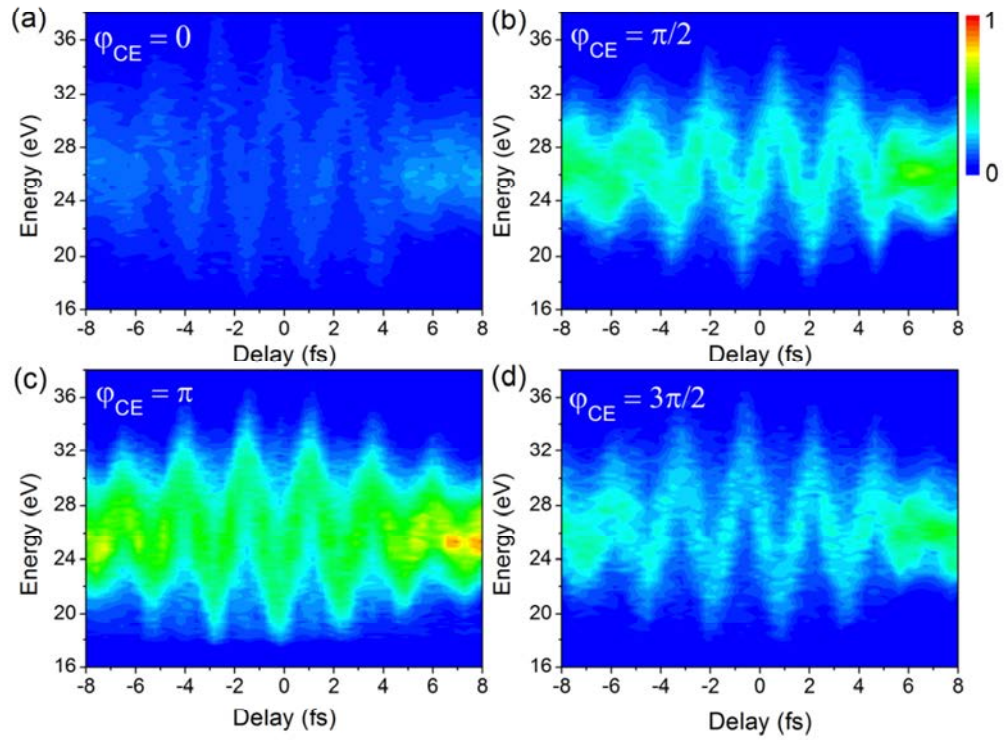 (a)
φCE = 0
Energy (eV)
36
32
28
24
20
16
-8 -6 -4 -2 0 2 4 6 8
Delay (fs)
(b)
φCE = π/2
Energy (eV)
36
32
28
24
20
16
-8 -6 -4 -2 0 2 4 6 8
Delay (fs)
1
0
(c)
φCE = π
Energy (eV)
36
32
28
24
20
16
-8 -6 -4 -2 0 2 4 6 8
Delay (fs)
(d)
φCE = 3π/2
Energy (eV)
36
32
28
24
20
16
-8 -6 -4 -2 0 2 4 6 8
Delay (fs)